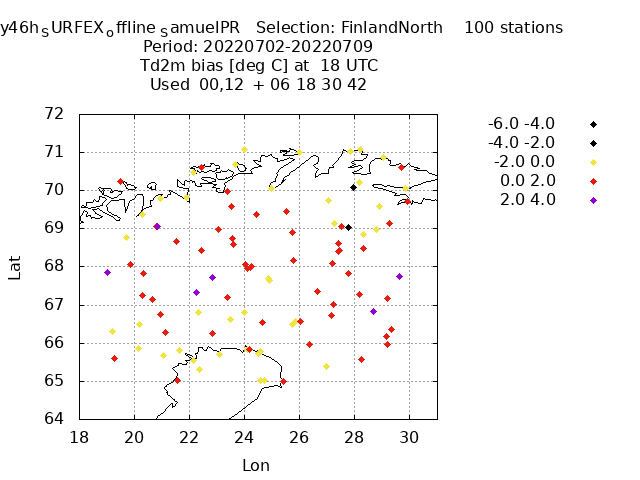 y46h_SURFEX_offline_SamuelPR   Selection: FinlandNorth    100 stations
Period: 20220702-20220709
Td2m bias [deg C] at  18 UTC
Used  00,12  + 06 18 30 42
-6.0 -4.0
-4.0 -2.0
-2.0 0.0
0.0 2.0
2.0 4.0
72
71
70
69
68
67
66
65
64
Lat
18 20 22 24 26 28 30
Lon